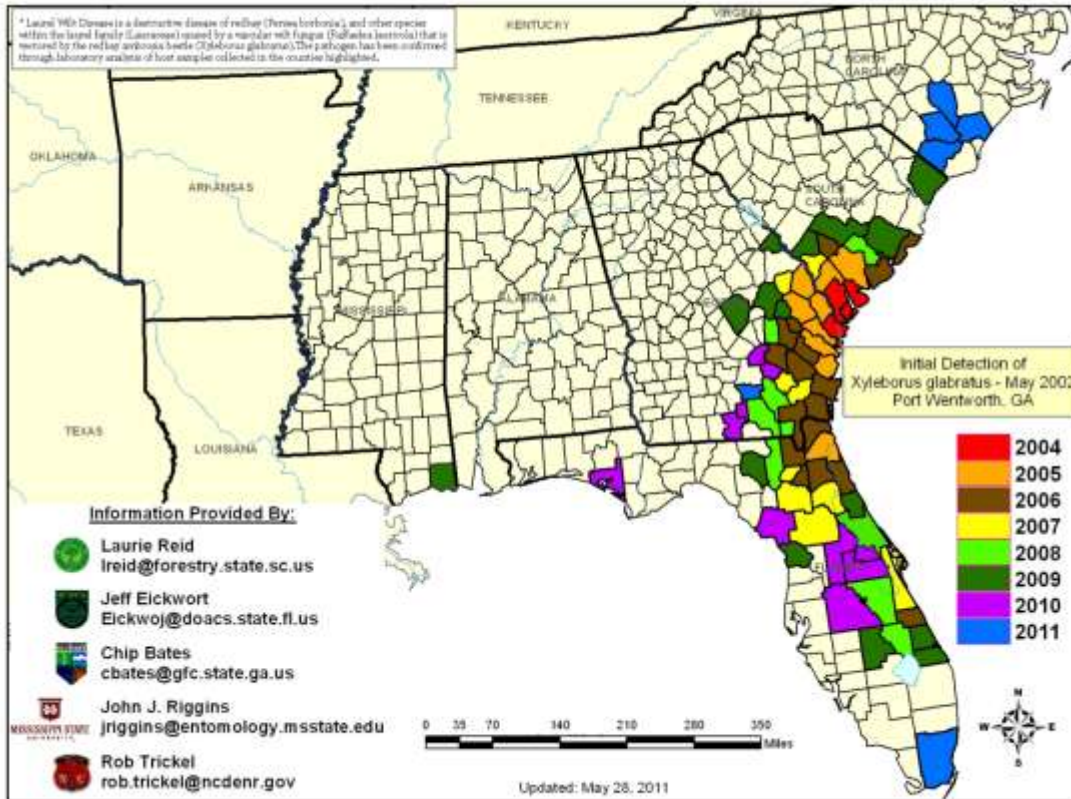 * Laurel Wilt Disease is a destructive disease of redbay (Persea borbonia), and other species
within the laurel family (Lauraceae) caused by a vascular wilt fungus (Raffaelea lauricola) that is
vectored by the redbay ambrosia beetle (Xyleborus glabratus). The pathogen has been confirmed
through laboratory analysis of host samples collected in the counties highlighted.
KENTUCKY
VIRGINIA
NORTH
CAROLINA
TENNESSEE
OKLAHOMA
ARKANSAS
SOUTH
CAROLINA
MISSISSIPPI
ALABAMA
TEXAS
LOUISIANA
Initial Detection of
Xyleborus glabratus - May 2002
Port Wentworth, GA
2004
2005
2006
2007
2008
2009
2010
2011
Information Provided By:
Laurie Reid
lreid@forestry.state.sc.us
Jeff Eickwort
Eickwoj@doacs.state.fl.us
Chip Bates
cbates@gfc.state.ga.us
John J. Riggins
jriggins@entomology.msstate.edu
MISSISSIPPI STATE
UNIVERSITY
Rob Trickel
rob.trickel@ncdenr.gov
0 35 70 140 210 280 350
Miles
N
W E
S
Updated: May 28, 2011